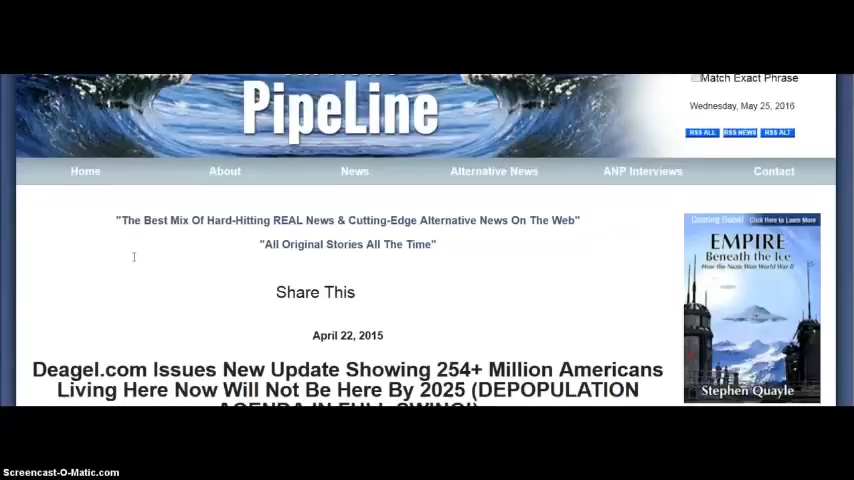 PipeLine
Match Exact Phrase
Wednesday, May 25, 2016
RSS ALL RSS NEWS RSS ALT
Home About News Alternative News ANP Interviews Contact
"The Best Mix Of Hard-Hitting REAL News & Cutting-Edge Alternative News On The Web"
"All Original Stories All The Time"
Share This
April 22, 2015
Deagel.com Issues New Update Showing 254+ Million Americans
Living Here Now Will Not Be Here By 2025 (DEPOPULATION
AGENDA IN FULL SWING!)
Coming Soon! Click Here to Learn More
EMPIRE
Beneath the Ice
How the Nazis Won World War II
Stephen Quayle
Screencast-O-Matic.com